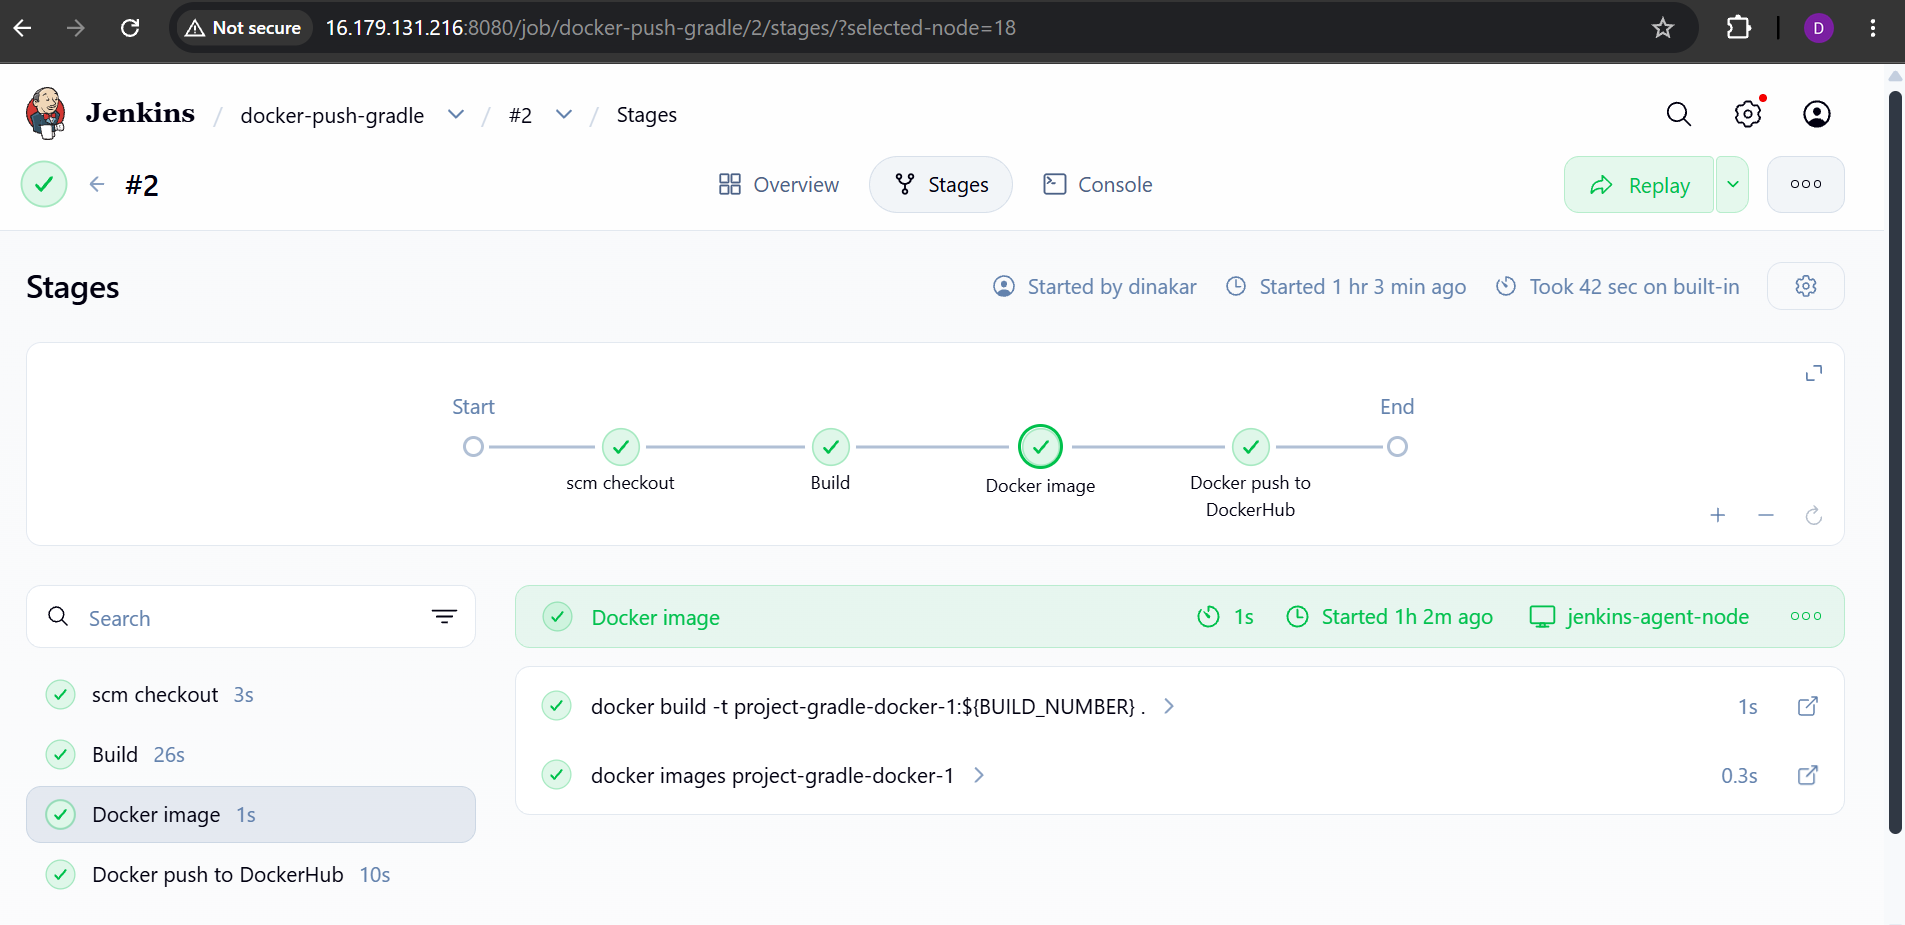 Not secure 16.179.131.216:8080/job/docker-push-gradle/2/stages/?selected-node=18 D
Jenkins / docker-push-gradle / #2 / Stages
#2 Overview Stages Console Replay
Stages Started by dinakar Started 1 hr 3 min ago Took 42 sec on built-in
Start End
scm checkout Build Docker image Docker push to
DockerHub
Search
Docker image 1s Started 1h 2m ago jenkins-agent-node
scm checkout 3s
Build 26s
Docker image 1s
Docker push to DockerHub 10s
docker build -t project-gradle-docker-1:${BUILD_NUMBER} . 1s
docker images project-gradle-docker-1 0.3s